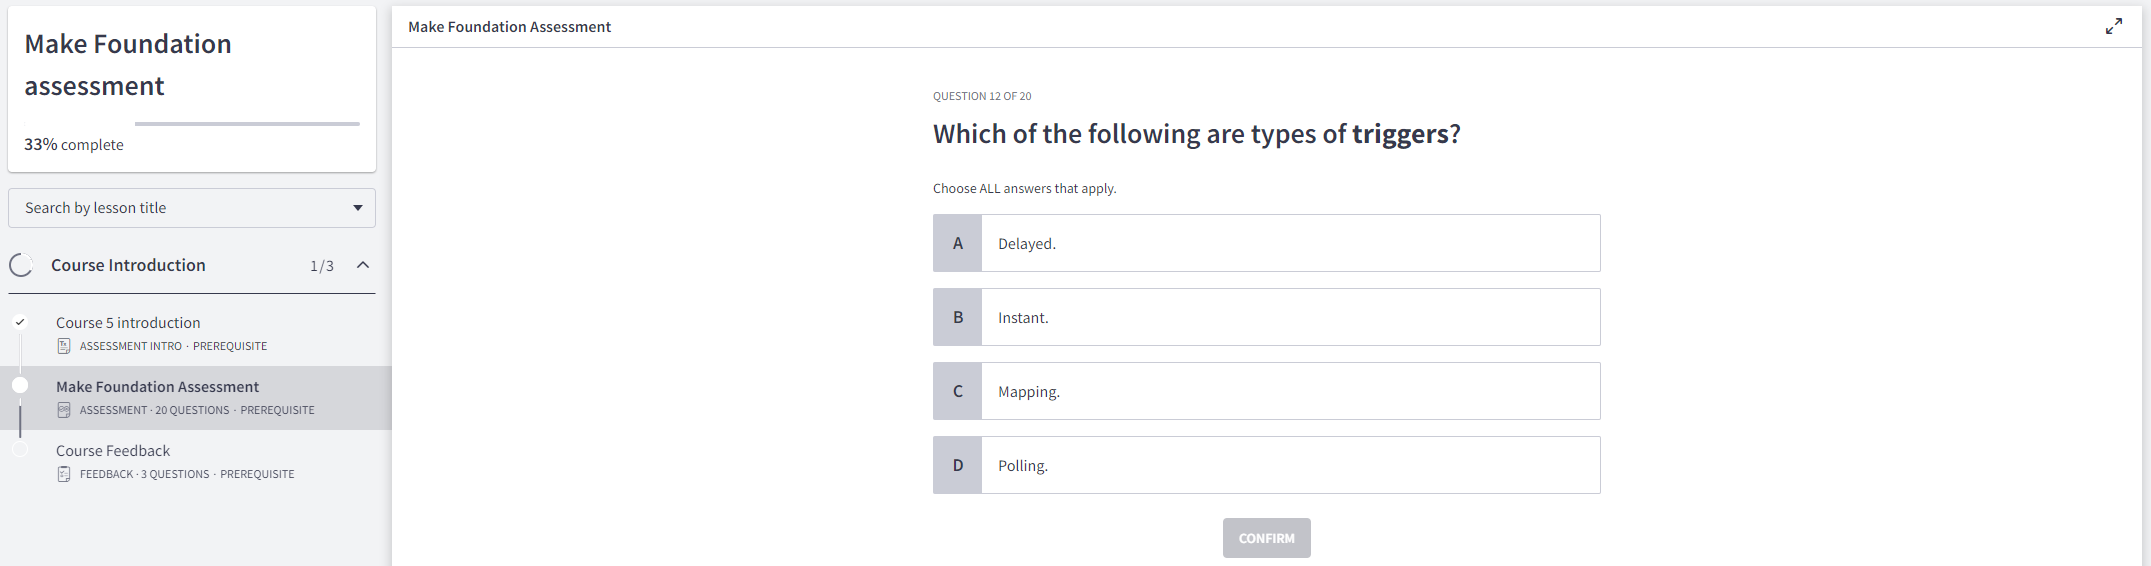 Make Foundation
assessment
33% complete
Search by lesson title
Course Introduction 1/3
Course 5 introduction
ASSESSMENT INTRO · PREREQUISITE
Make Foundation Assessment
ASSESSMENT · 20 QUESTIONS · PREREQUISITE
Course Feedback
FEEDBACK · 3 QUESTIONS · PREREQUISITE
Make Foundation Assessment
QUESTION 12 OF 20
Which of the following are types of triggers?
Choose ALL answers that apply.
A Delayed.
B Instant.
C Mapping.
D Polling.
CONFIRM